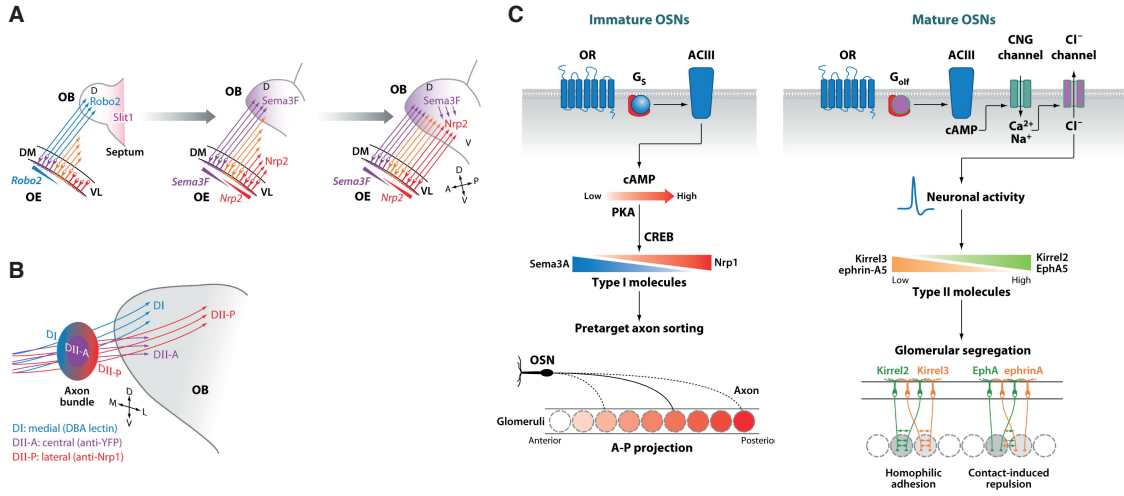 A
OB
D
Robo2
Slit1
Septum
DM
VL
Robo2
OE
OB
D
Sema3F
DM
Nrp2
VL
Sema3F
Nrp2
OE
OB
D
Sema3F
Nrp2
V
DM
VL
Sema3F
Nrp2
OE
D
A
P
V
B
DI
DII-P
DI
DII-A
DII-A
DII-P
OB
Axon
bundle
D
M
L
V
DI: medial (DBA lectin)
DII-A: central (anti-YFP)
DII-P: lateral (anti-Nrp1)
C
Immature OSNs
OR
GS
ACIII
cAMP
Low
High
PKA
CREB
Sema3A
Nrp1
Type I molecules
Pretarget axon sorting
OSN
Axon
Glomeruli
Anterior
Posterior
A-P projection
Mature OSNs
OR
Golf
ACIII
CNG
channel
Cl−
channel
cAMP
Ca2+
Na+
Cl−
Neuronal activity
Kirrel3
ephrin-A5
Kirrel2
EphA5
Low
High
Type II molecules
Glomerular segregation
Kirrel2
Kirrel3
EphA
ephrinA
Homophilic
adhesion
Contact-induced
repulsion